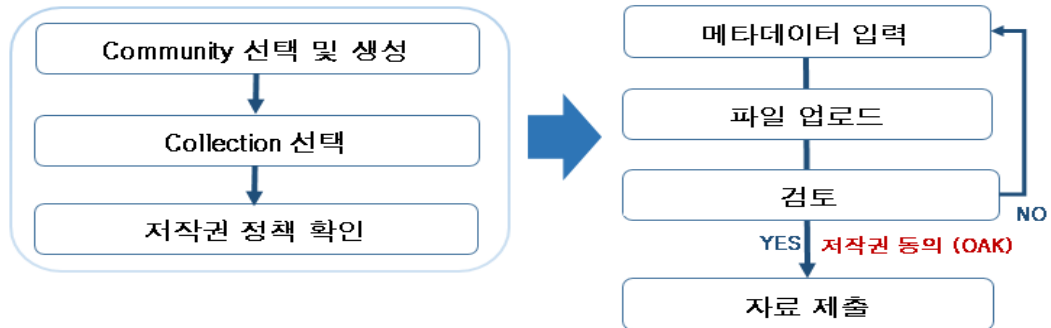 Community 선택 및 생성
Collection 선택
저작권 정책 확인
메타데이터 입력
파일 업로드
검토
NO
YES 저작권 동의 (OAK)
자료 제출